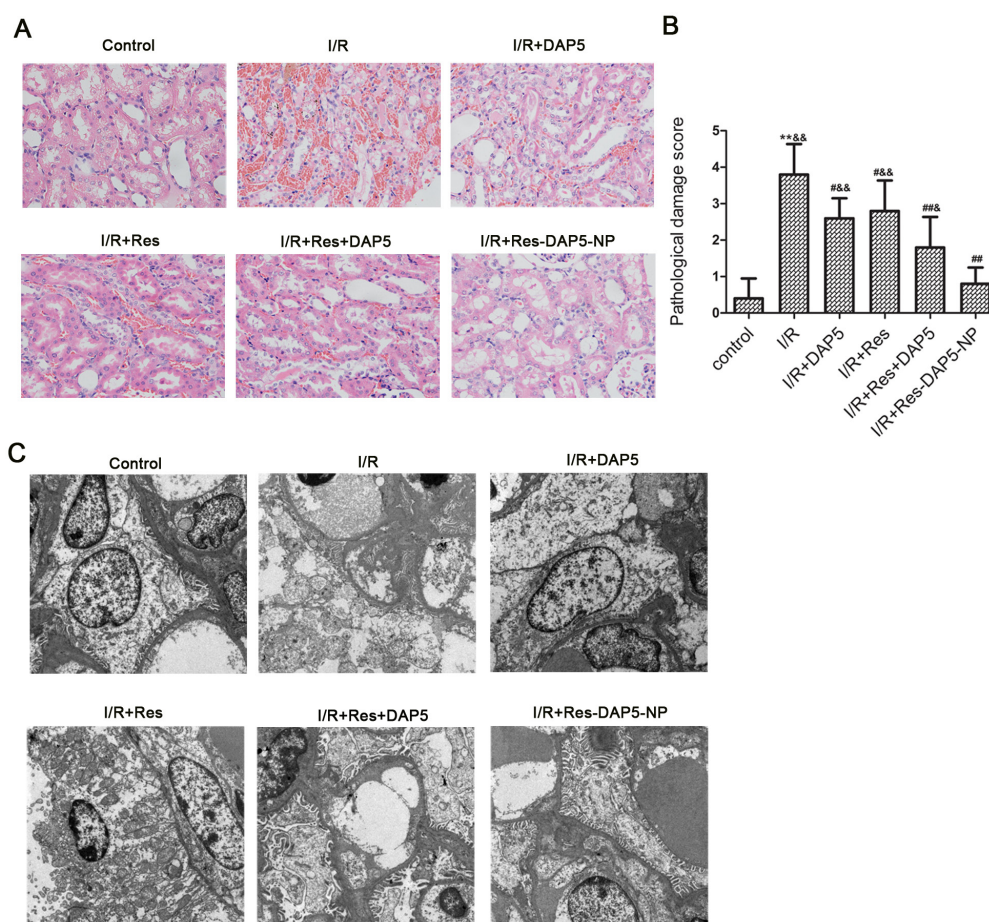 A
Control
I/R
I/R+DAP5
I/R+Res
I/R+Res+DAP5
I/R+Res-DAP5-NP
B
Pathological damage score
5
4
3
2
1
0
**&&
#&&
#&&
##&
##
control
I/R
I/R+DAP5
I/R+Res
I/R+Res+DAP5
I/R+Res-DAP5-NP
C
Control
I/R
I/R+DAP5
I/R+Res
I/R+Res+DAP5
I/R+Res-DAP5-NP